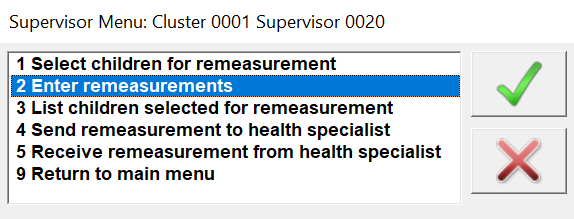 Supervisor Menu: Cluster 0001 Supervisor 0020
1 Select children for remeasurement
2 Enter remeasurements
3 List children selected for remeasurement
4 Send remeasurement to health specialist
5 Receive remeasurement from health specialist
9 Return to main menu